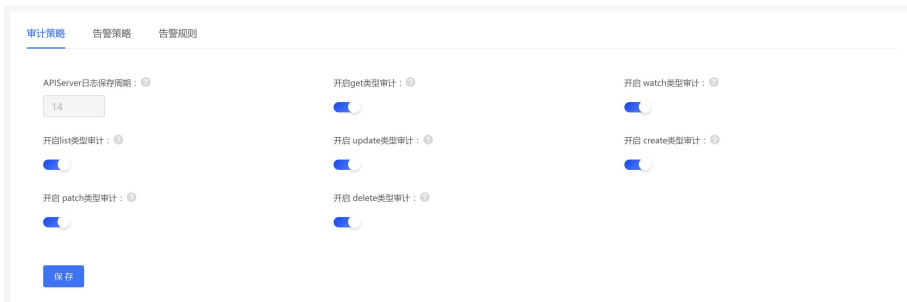 审计策略 告警策略 告警规则
APIServer日志保存周期： 开启get类型审计： 开启 watch类型审计：
14
开启list类型审计： 开启 update类型审计： 开启 create类型审计：
开启 patch类型审计： 开启 delete类型审计：
保存